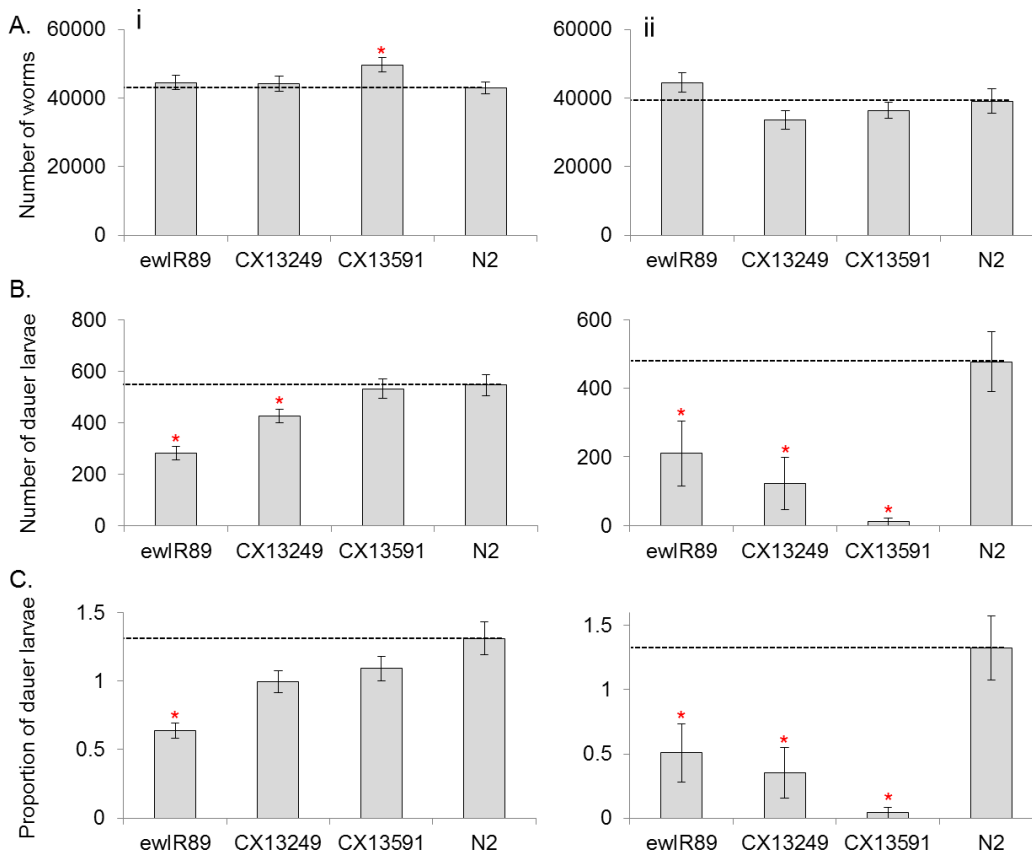 A.
i
ii
Number of worms
60000
40000
20000
0
ewIR89 CX13249 CX13591 N2
*
60000
40000
20000
0
ewIR89 CX13249 CX13591 N2
B.
Number of dauer larvae
800
600
400
200
0
* *
ewIR89 CX13249 CX13591 N2
600
400
200
0
* * *
ewIR89 CX13249 CX13591 N2
C.
Proportion of dauer larvae
1.5
1
0.5
0
*
ewIR89 CX13249 CX13591 N2
1.5
1
0.5
0
* * *
ewIR89 CX13249 CX13591 N2